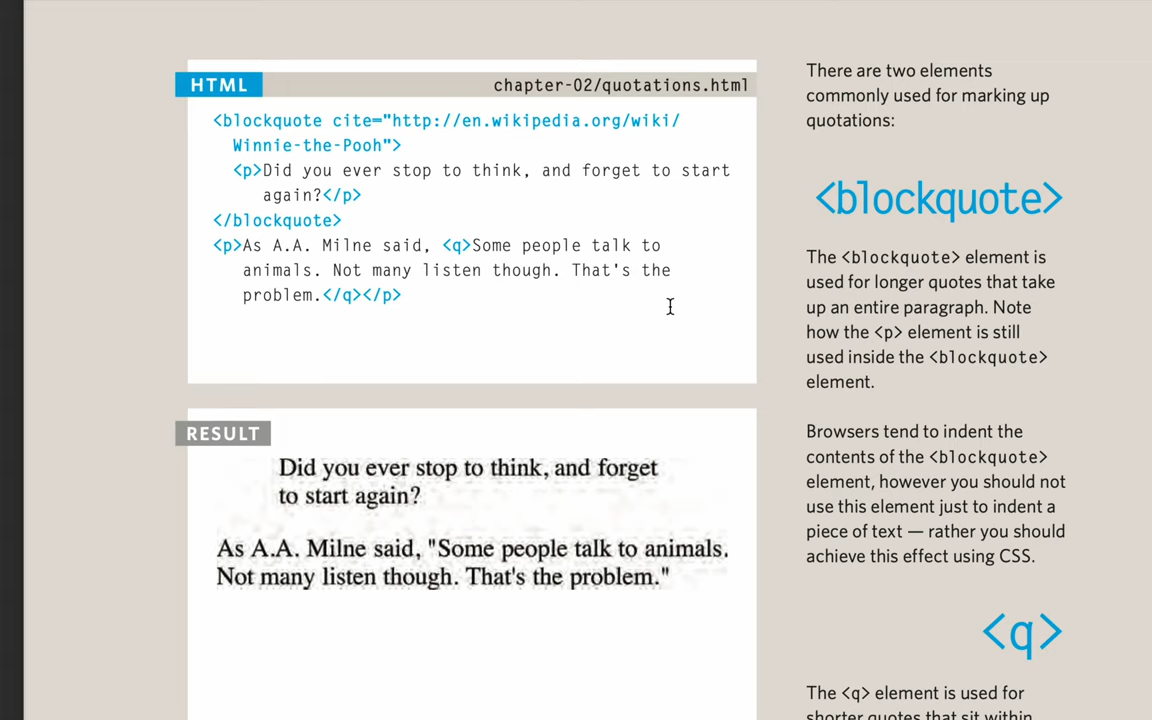 HTML
chapter-02/quotations.html
<blockquote cite="http://en.wikipedia.org/wiki/
Winnie-the-Pooh">
<p>Did you ever stop to think, and forget to start
again?</p>
</blockquote>
<p>As A.A. Milne said, <q>Some people talk to
animals. Not many listen though. That's the
problem.</q></p>
RESULT
Did you ever stop to think, and forget
to start again?
As A.A. Milne said, "Some people talk to animals.
Not many listen though. That's the problem."
There are two elements
commonly used for marking up
quotations:
<blockquote>
The <blockquote> element is
used for longer quotes that take
up an entire paragraph. Note
how the <p> element is still
used inside the <blockquote>
element.
Browsers tend to indent the
contents of the <blockquote>
element, however you should not
use this element just to indent a
piece of text — rather you should
achieve this effect using CSS.
<q>
The <q> element is used for
shorter quotes that sit within